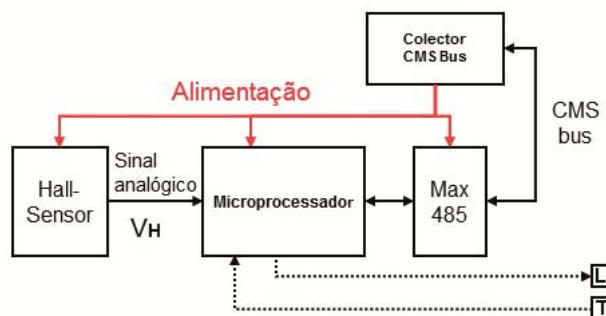 Colector
CMS Bus
Alimentação
CMS
bus
Sinal
analógico
Hall-
Sensor
VH
Microprocessador
Max
485
L
T